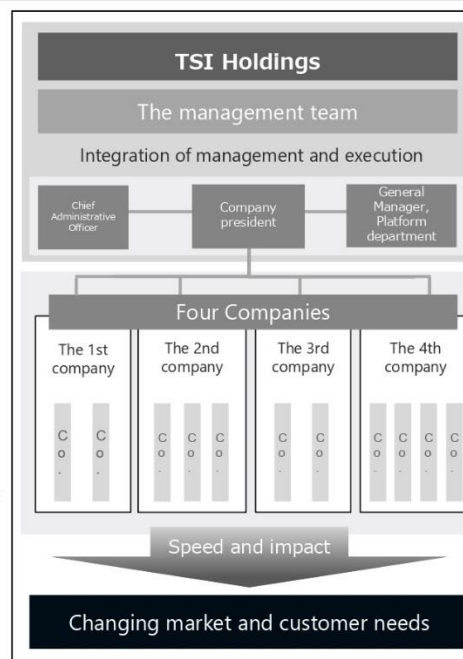 TSI Holdings
The management team
Integration of management and execution
Chief
Administrative
Officer
Company
president
General
Manager,
Platform
department
Four Companies
The 1st
company
The 2nd
company
The 3rd
company
The 4th
company
Co.
Co.
Co.
Co.
Co.
Co.
Co.
Co.
Co.
Co.
Co.
Speed and impact
Changing market and customer needs